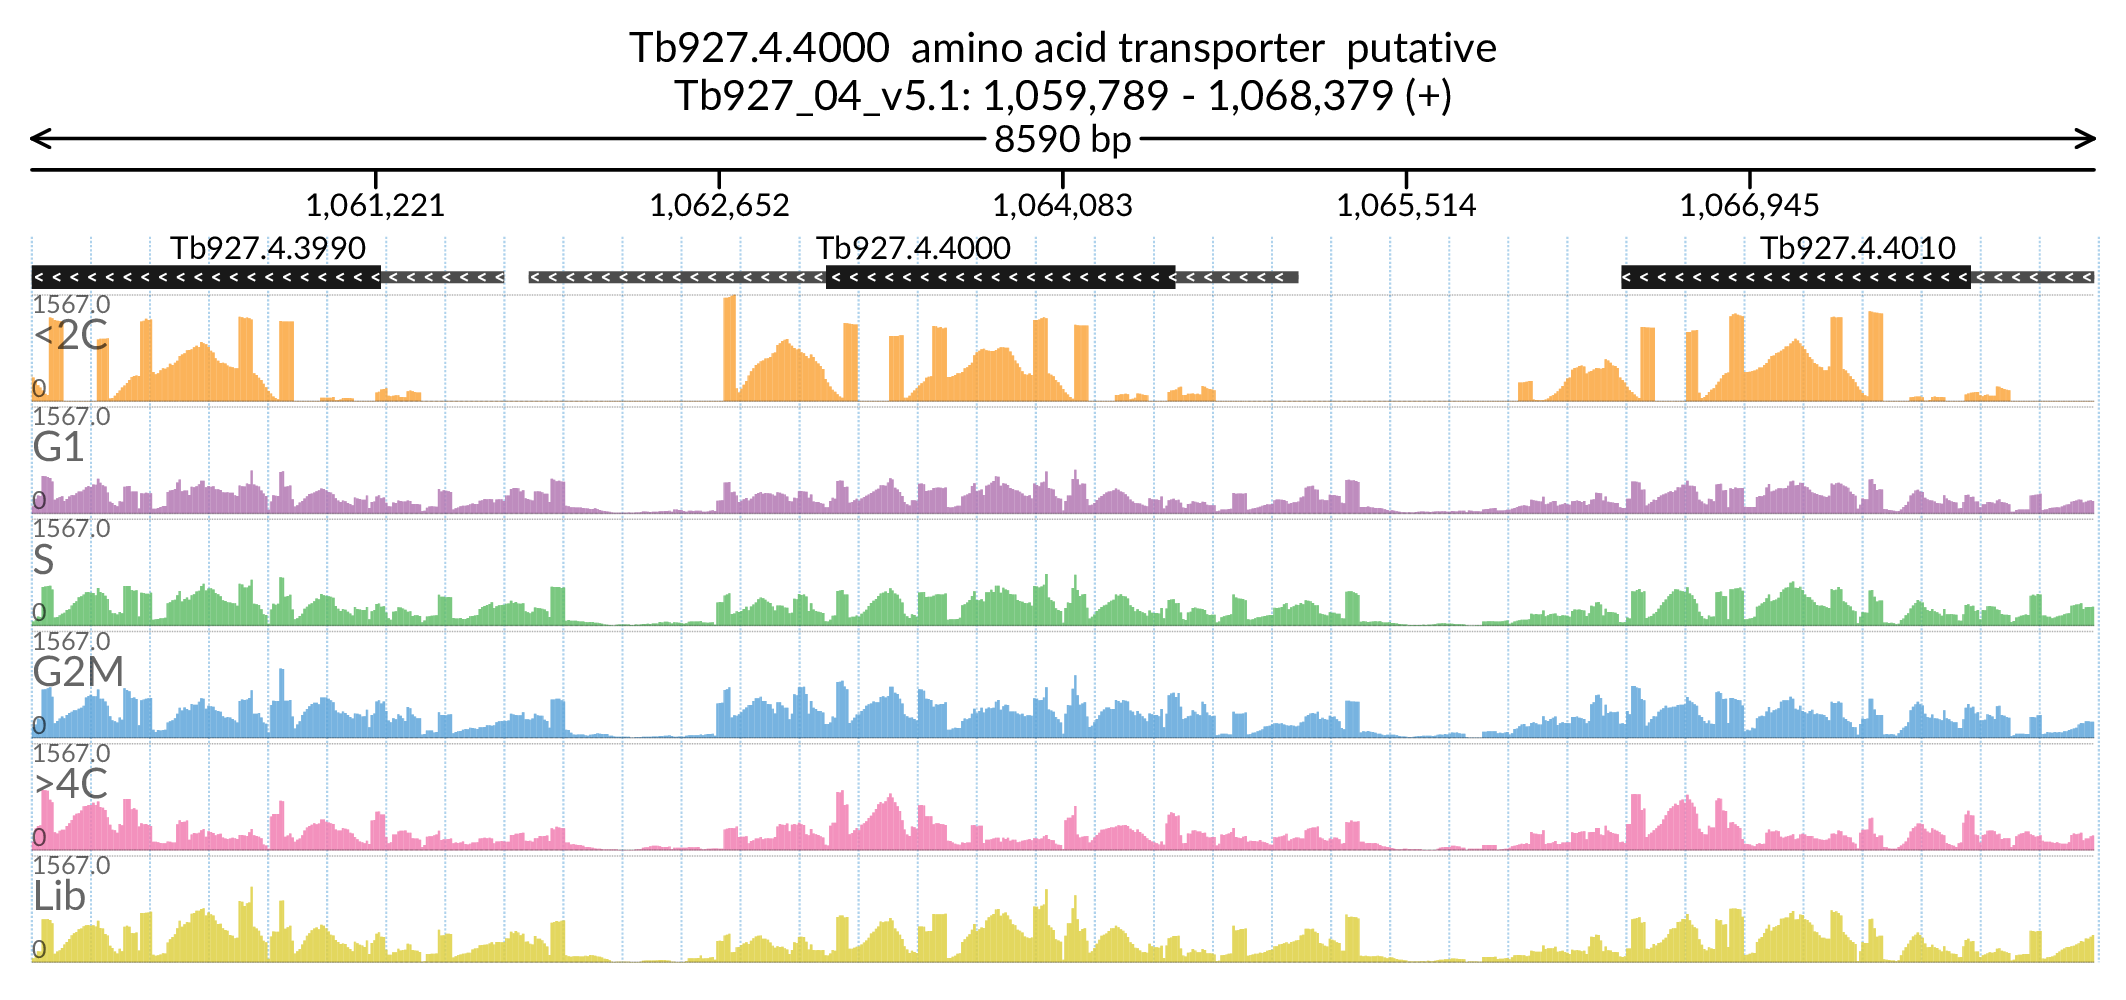 Tb927.4.4000  amino acid transporter  putative
Tb927_04_v5.1: 1,059,789 - 1,068,379 (+)
8590 bp
1,061,221 1,062,652 1,064,083 1,065,514 1,066,945
Tb927.4.3990 Tb927.4.4000 Tb927.4.4010
1567.0
<2C
0
1567.0
G1
0
1567.0
S
0
1567.0
G2M
0
1567.0
>4C
0
1567.0
Lib
0